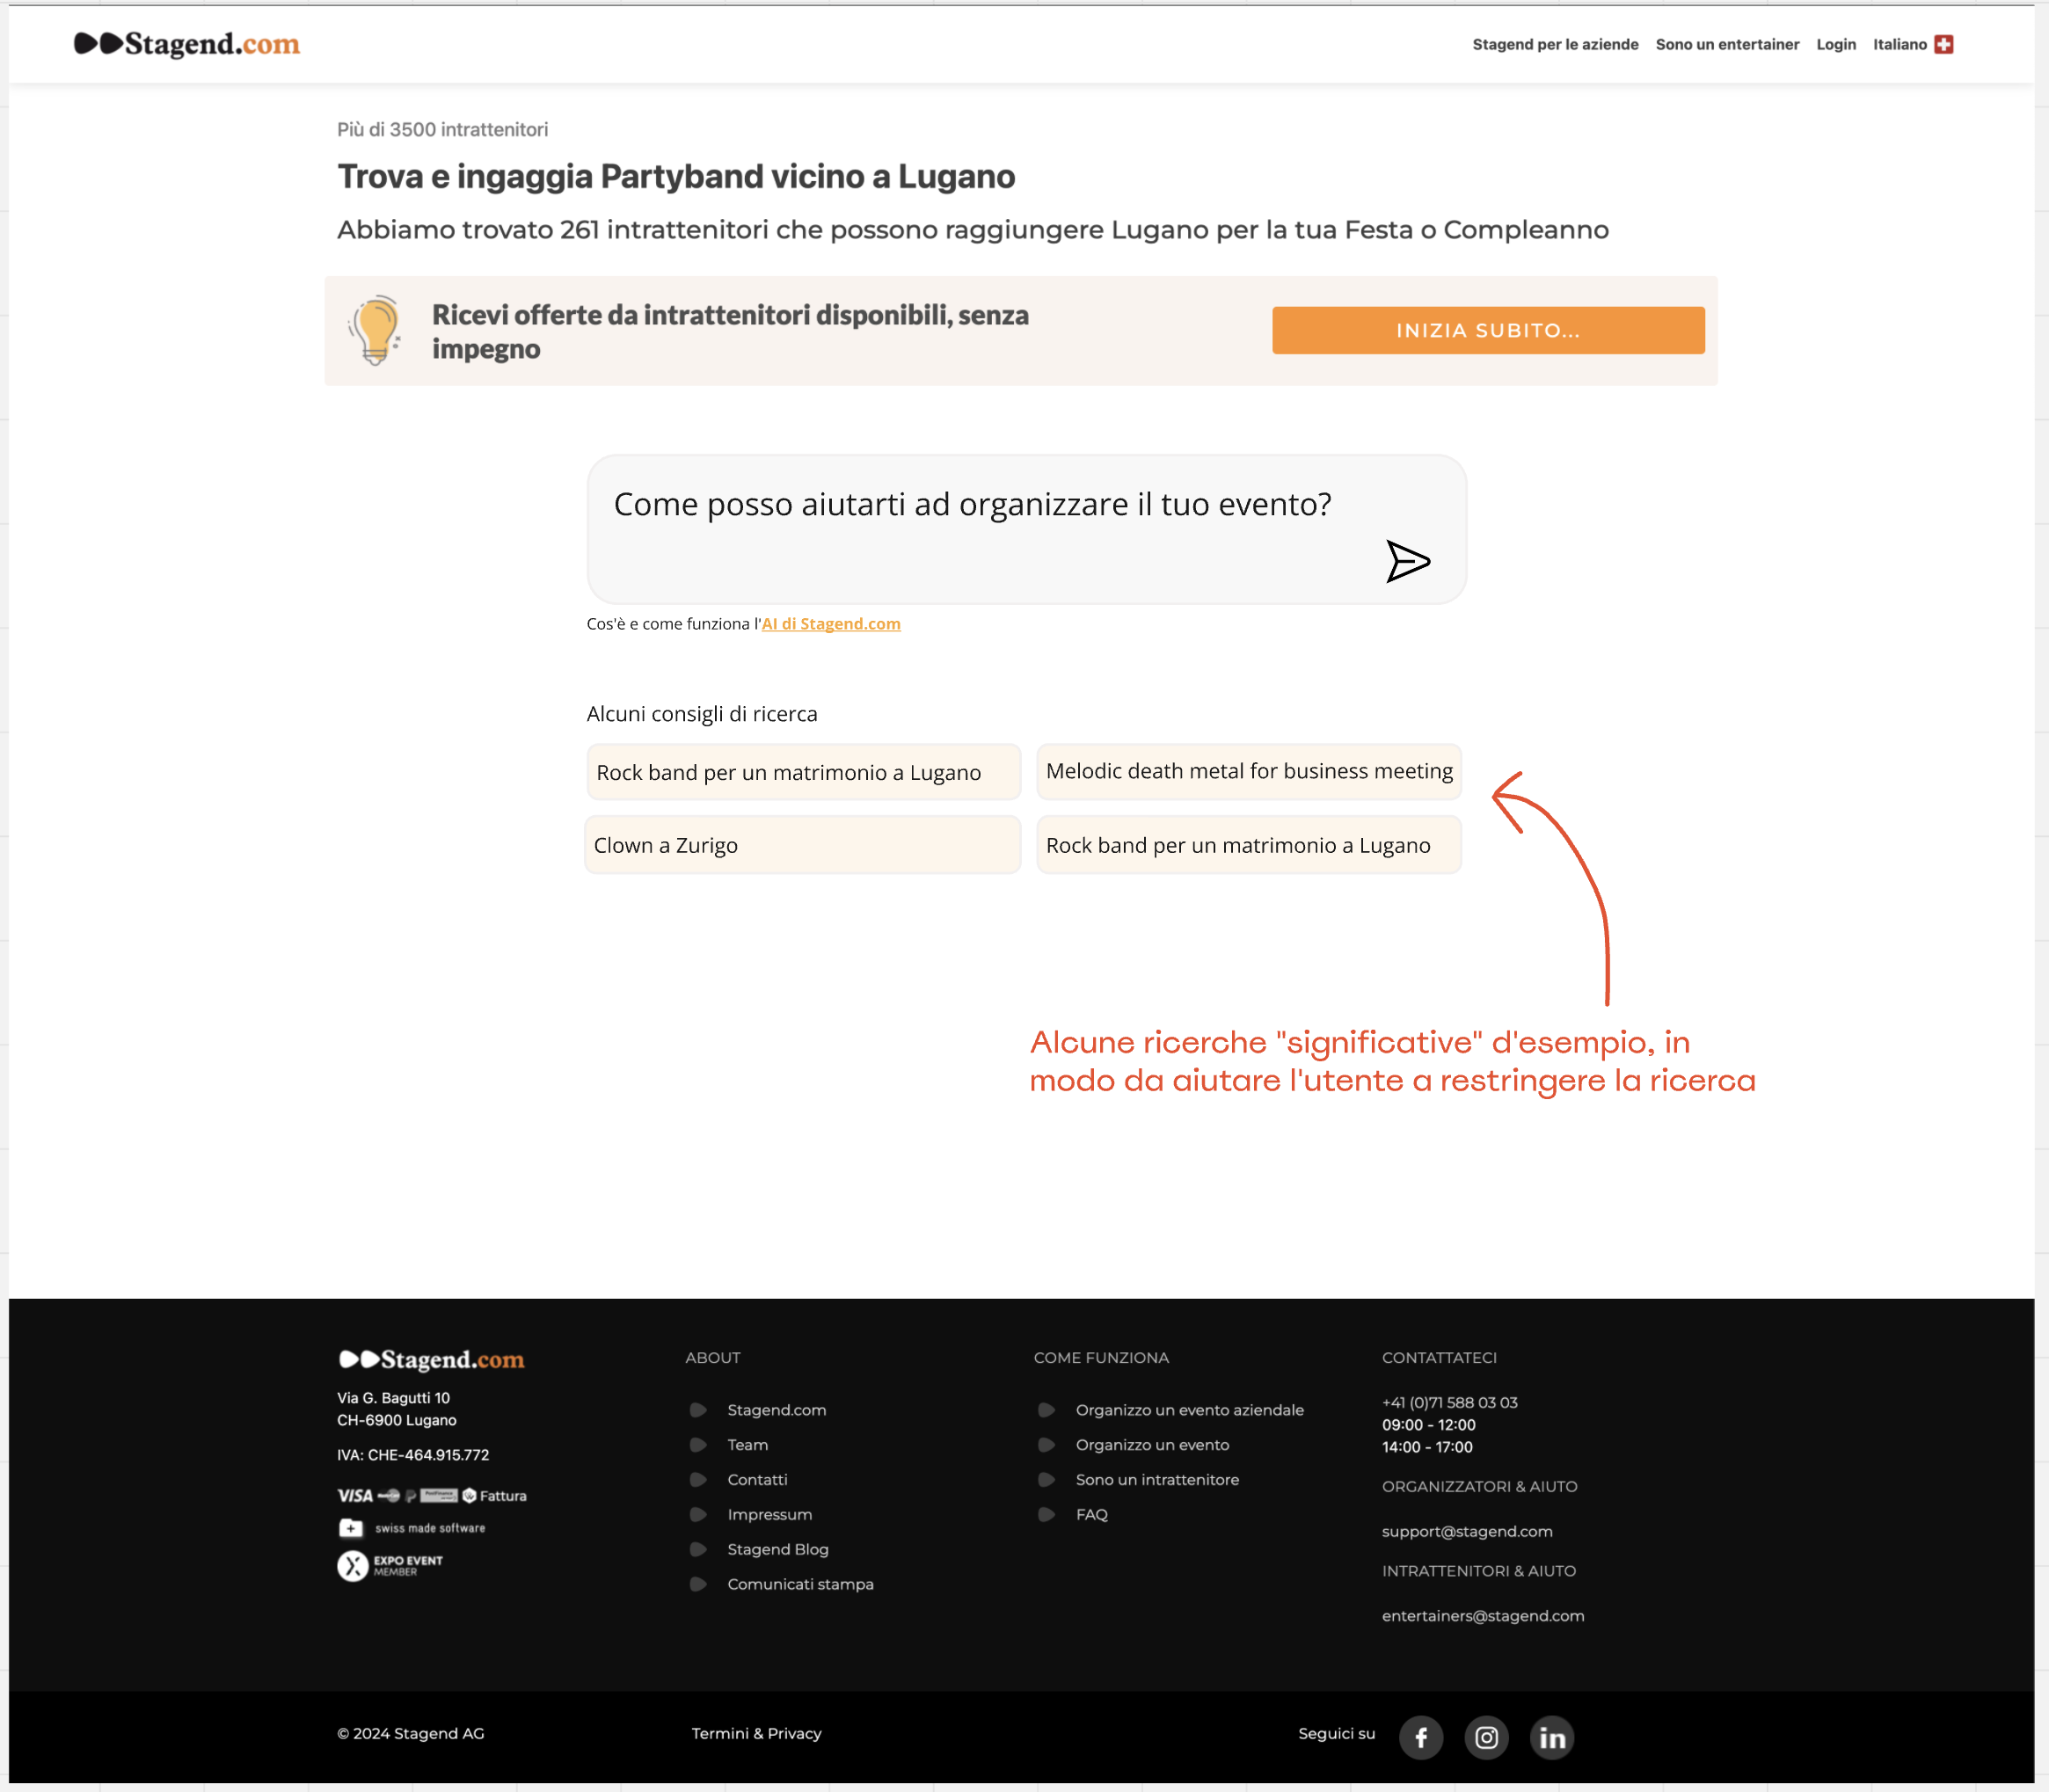 Stagend.com
Stagend per le aziende Sono un entertainer Login Italiano
Più di 3500 intrattenitori
Trova e ingaggia Partyband vicino a Lugano
Abbiamo trovato 261 intrattenitori che possono raggiungere Lugano per la tua Festa o Compleanno
Ricevi offerte da intrattenitori disponibili, senza
impegno
INIZIA SUBITO...
Come posso aiutarti ad organizzare il tuo evento?
Cos'è e come funziona l'AI di Stagend.com
Alcuni consigli di ricerca
Rock band per un matrimonio a Lugano
Melodic death metal for business meeting
Clown a Zurigo
Rock band per un matrimonio a Lugano
Alcune ricerche "significative" d'esempio, in
modo da aiutare l'utente a restringere la ricerca
Stagend.com
Via G. Bagutti 10
CH-6900 Lugano
IVA: CHE-464.915.772
VISA
Fattura
swiss made software
EXPO EVENT
MEMBER
ABOUT
Stagend.com
Team
Contatti
Impressum
Stagend Blog
Comunicati stampa
COME FUNZIONA
Organizzo un evento aziendale
Organizzo un evento
Sono un intrattenitore
FAQ
CONTATTATECI
+41 (0)71 588 03 03
09:00 - 12:00
14:00 - 17:00
ORGANIZZATORI & AIUTO
support@stagend.com
INTRATTENITORI & AIUTO
entertainers@stagend.com
© 2024 Stagend AG
Termini & Privacy
Seguici su